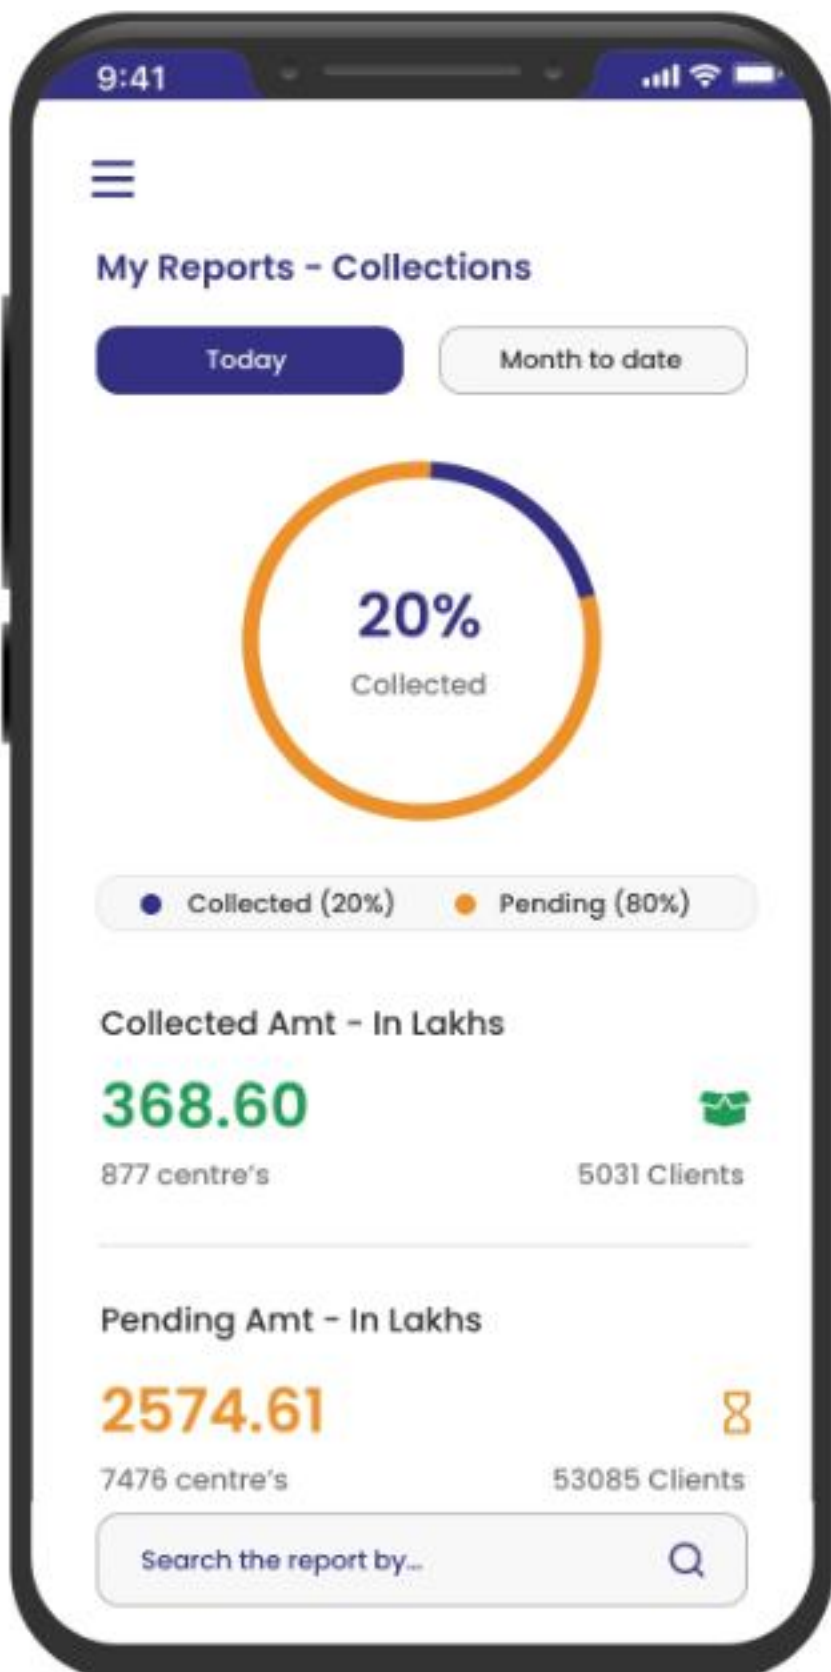 9:41
My Reports - Collections
Today Month to date
20%
Collected
Collected (20%) Pending (80%)
Collected Amt - In Lakhs
368.60
877 centre's 5031 Clients
Pending Amt - In Lakhs
2574.61
7476 centre's 53085 Clients
Search the report by...